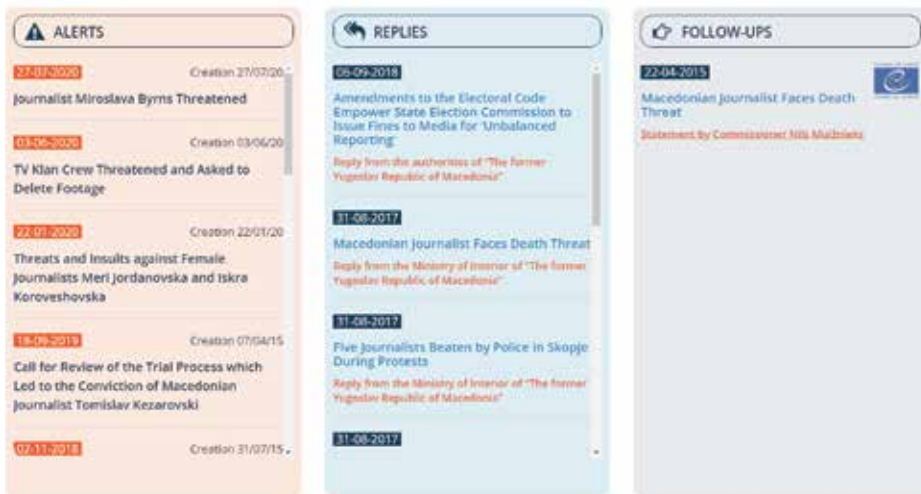 ALERTS
27-07-2020 Creation 27/07/20
Journalist Miroslava Byrns Threatened
03-06-2020 Creation 03/06/20
TV Klan Crew Threatened and Asked to
Delete Footage
22-01-2020 Creation 22/01/20
Threats and Insults against Female
Journalists Meri Jordanovska and Iskra
Koroveshovska
18-09-2019 Creation 07/04/15
Call for Review of the Trial Process which
Led to the Conviction of Macedonian
Journalist Tomislav Kezarovski
02-11-2018 Creation 31/07/15
REPLIES
06-09-2018
Amendments to the Electoral Code
Empower State Election Commission to
Issue Fines to Media for 'Unbalanced
Reporting'
Reply from the authorities of "The former
Yugoslav Republic of Macedonia"
31-08-2017
Macedonian Journalist Faces Death Threat
Reply from the Ministry of Interior of "The former
Yugoslav Republic of Macedonia"
31-08-2017
Five Journalists Beaten by Police in Skopje
During Protests
Reply from the Ministry of Interior of "The former
Yugoslav Republic of Macedonia"
31-08-2017
FOLLOW-UPS
22-04-2015
Macedonian Journalist Faces Death
Threat
Statement by Commissioner Nils Muižnieks